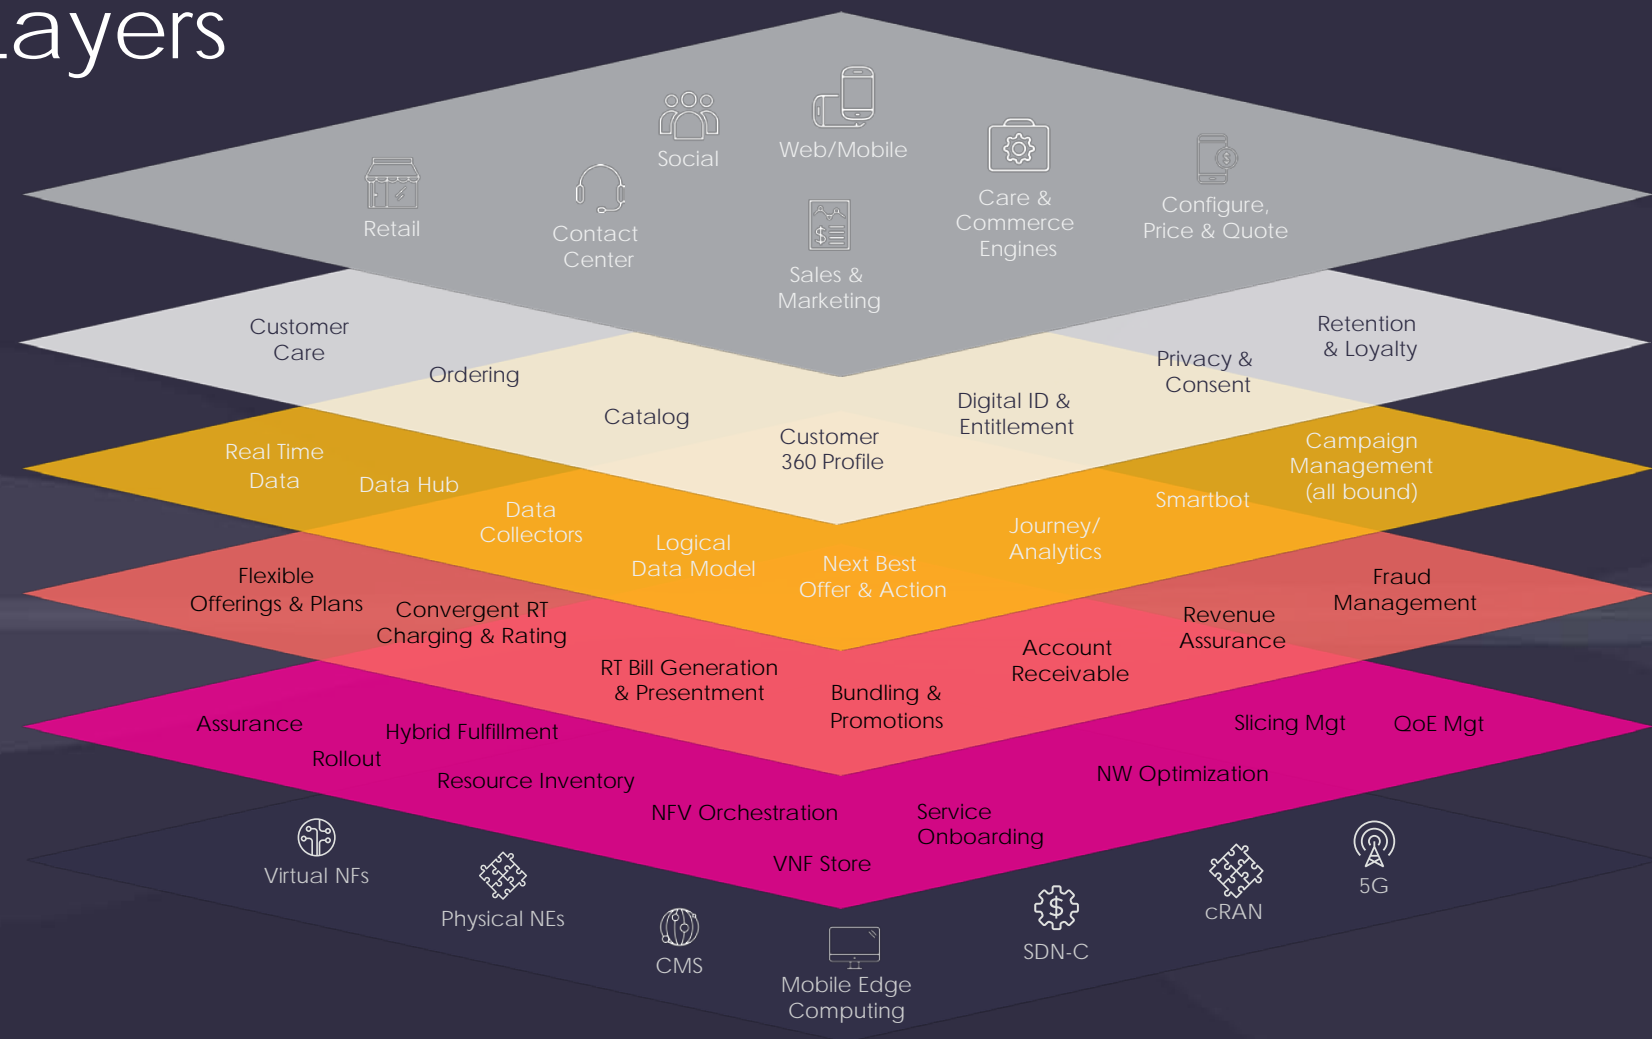 Layers
Social
Web/Mobile
Retail
Contact
Center
Sales &
Marketing
Care &
Commerce
Engines
Configure,
Price & Quote
Customer
Care
Ordering
Catalog
Customer
360 Profile
Digital ID &
Entitlement
Privacy &
Consent
Retention
& Loyalty
Real Time
Data
Data Hub
Data
Collectors
Logical
Data Model
Next Best
Offer & Action
Journey/
Analytics
Smartbot
Campaign
Management
(all bound)
Flexible
Offerings & Plans
Convergent RT
Charging & Rating
RT Bill Generation
& Presentment
Bundling &
Promotions
Account
Receivable
Revenue
Assurance
Fraud
Management
Assurance
Rollout
Hybrid Fulfillment
Resource Inventory
NFV Orchestration
VNF Store
Service
Onboarding
NW Optimization
Slicing Mgt
QoE Mgt
Virtual NFs
Physical NEs
CMS
Mobile Edge
Computing
SDN-C
cRAN
5G